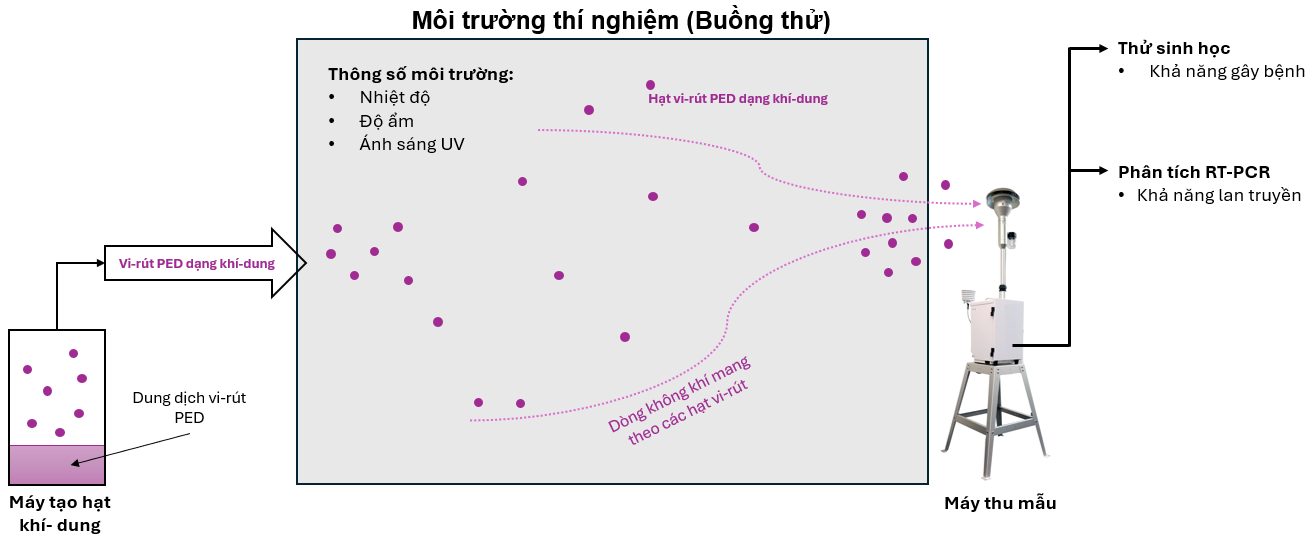 Môi trường thí nghiệm (Buồng thử)
Thông số môi trường:
• Nhiệt độ
• Độ ẩm
• Ánh sáng UV
Hạt vi-rút PED dạng khí-dung
Thử sinh học
• Khả năng gây bệnh
Phân tích RT-PCR
• Khả năng lan truyền
Vi-rút PED dạng khí-dung
Dung dịch vi-rút
PED
Dòng không khí mang
theo các hạt vi-rút
Máy tạo hạt
khí- dung
Máy thu mẫu